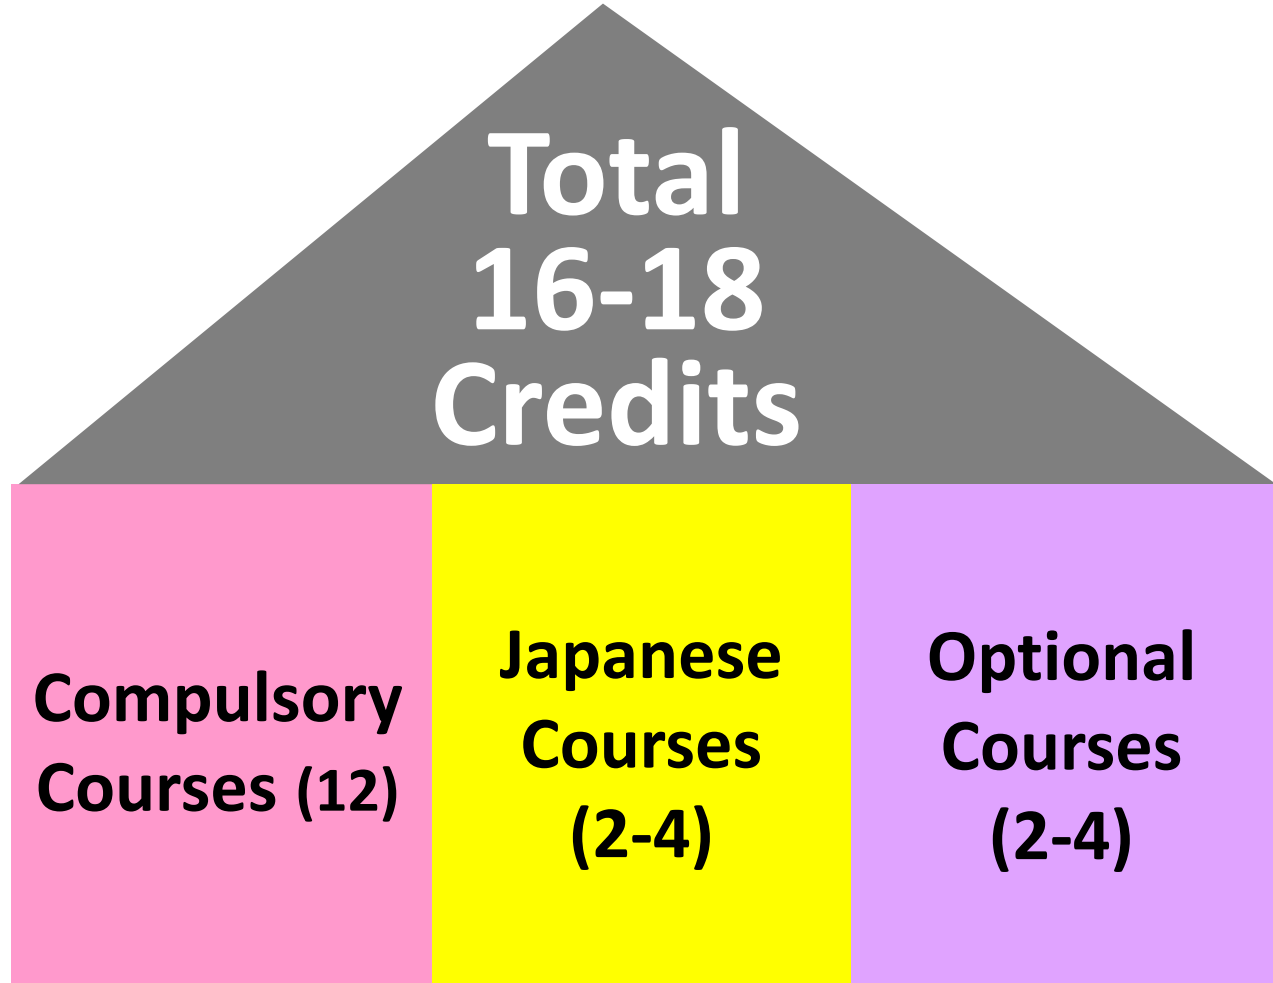 Total
16-18
Credits
Compulsory
Courses (12)
Japanese
Courses
(2-4)
Optional
Courses
(2-4)